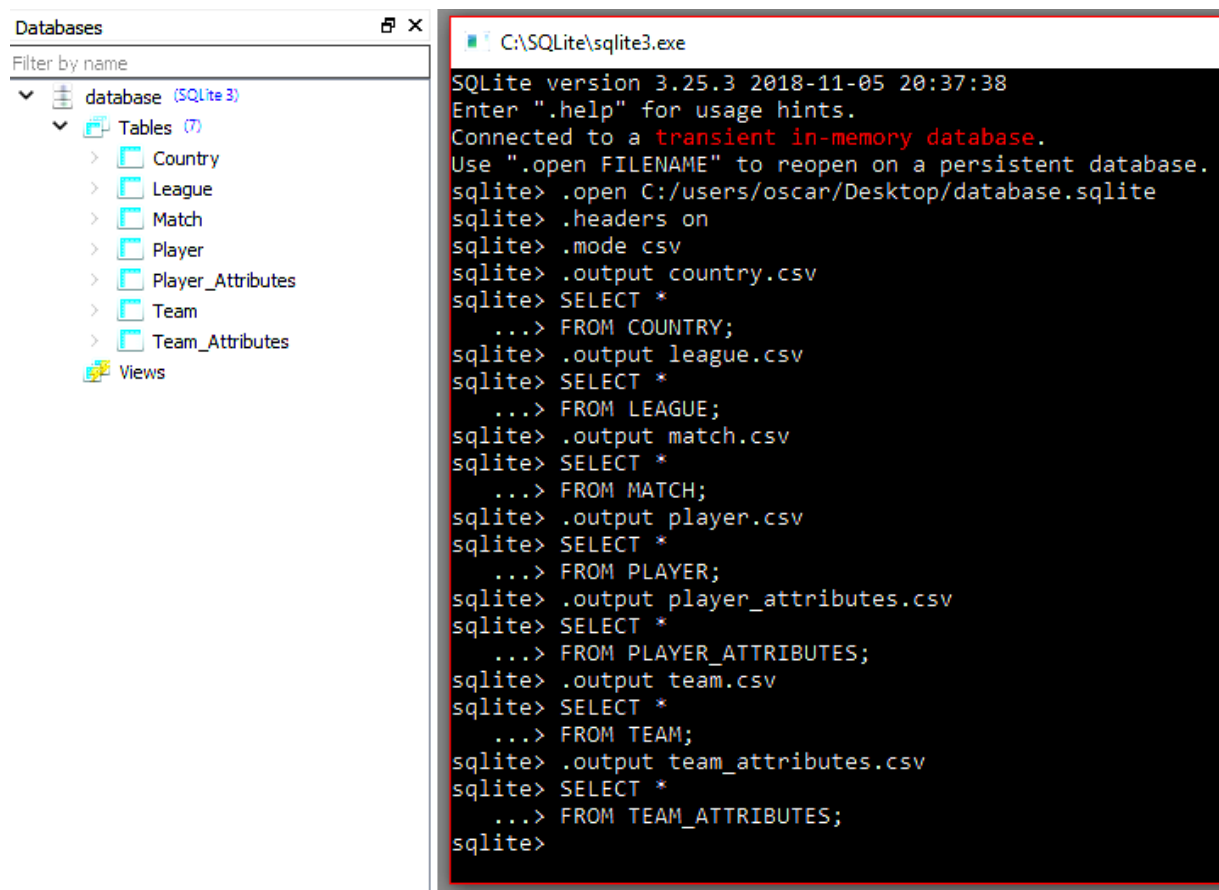 Databases
Filter by name
database (SQLite 3)
Tables (7)
Country
League
Match
Player
Player_Attributes
Team
Team_Attributes
Views
C:\SQLite\sqlite3.exe
SQLite version 3.25.3 2018-11-05 20:37:38
Enter ".help" for usage hints.
Connected to a transient in-memory database.
Use ".open FILENAME" to reopen on a persistent database.
sqlite> .open C:/users/oscar/Desktop/database.sqlite
sqlite> .headers on
sqlite> .mode csv
sqlite> .output country.csv
sqlite> SELECT *
   ...> FROM COUNTRY;
sqlite> .output league.csv
sqlite> SELECT *
   ...> FROM LEAGUE;
sqlite> .output match.csv
sqlite> SELECT *
   ...> FROM MATCH;
sqlite> .output player.csv
sqlite> SELECT *
   ...> FROM PLAYER;
sqlite> .output player_attributes.csv
sqlite> SELECT *
   ...> FROM PLAYER_ATTRIBUTES;
sqlite> .output team.csv
sqlite> SELECT *
   ...> FROM TEAM;
sqlite> .output team_attributes.csv
sqlite> SELECT *
   ...> FROM TEAM_ATTRIBUTES;
sqlite>